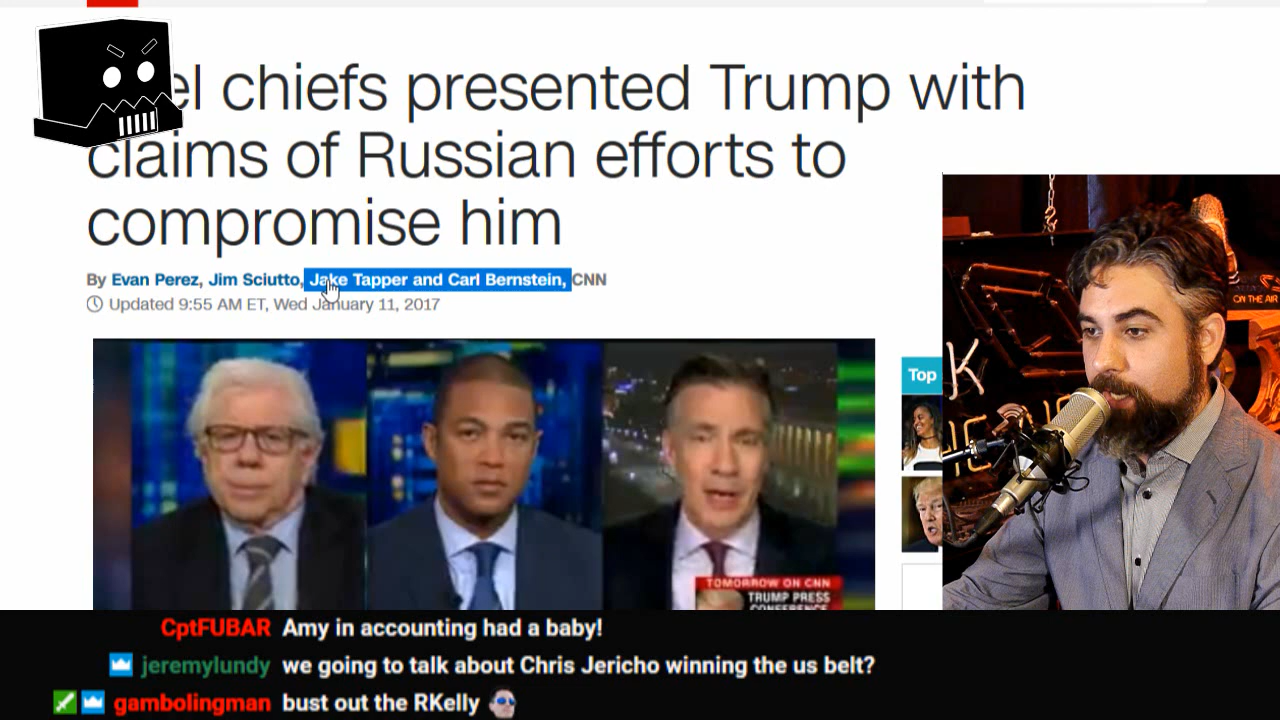 el chiefs presented Trump with
claims of Russian efforts to
compromise him
By Evan Perez, Jim Sciutto, Jake Tapper and Carl Bernstein, CNN
Updated 9:55 AM ET, Wed January 11, 2017
ON THE AIR
Top
K
TOMORROW ON CNN
TRUMP PRESS
CONFERENCE
CptFUBAR Amy in accounting had a baby!
jeremylundy we going to talk about Chris Jericho winning the us belt?
gambolingman bust out the RKelly